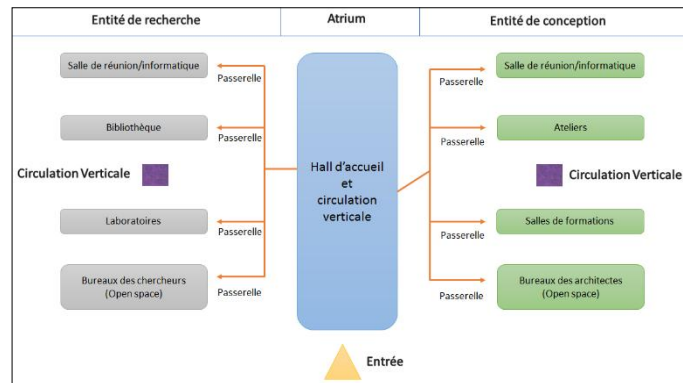 Entité de recherche
Atrium
Entité de conception
Salle de réunion/informatique
Passerelle
Bibliothèque
Passerelle
Circulation Verticale
Laboratoires
Passerelle
Bureaux des chercheurs
(Open space)
Passerelle
Hall d'accueil
et
circulation
verticale
Salle de réunion/informatique
Passerelle
Ateliers
Passerelle
Circulation Verticale
Salles de formations
Passerelle
Bureaux des architectes
(Open space)
Passerelle
Entrée